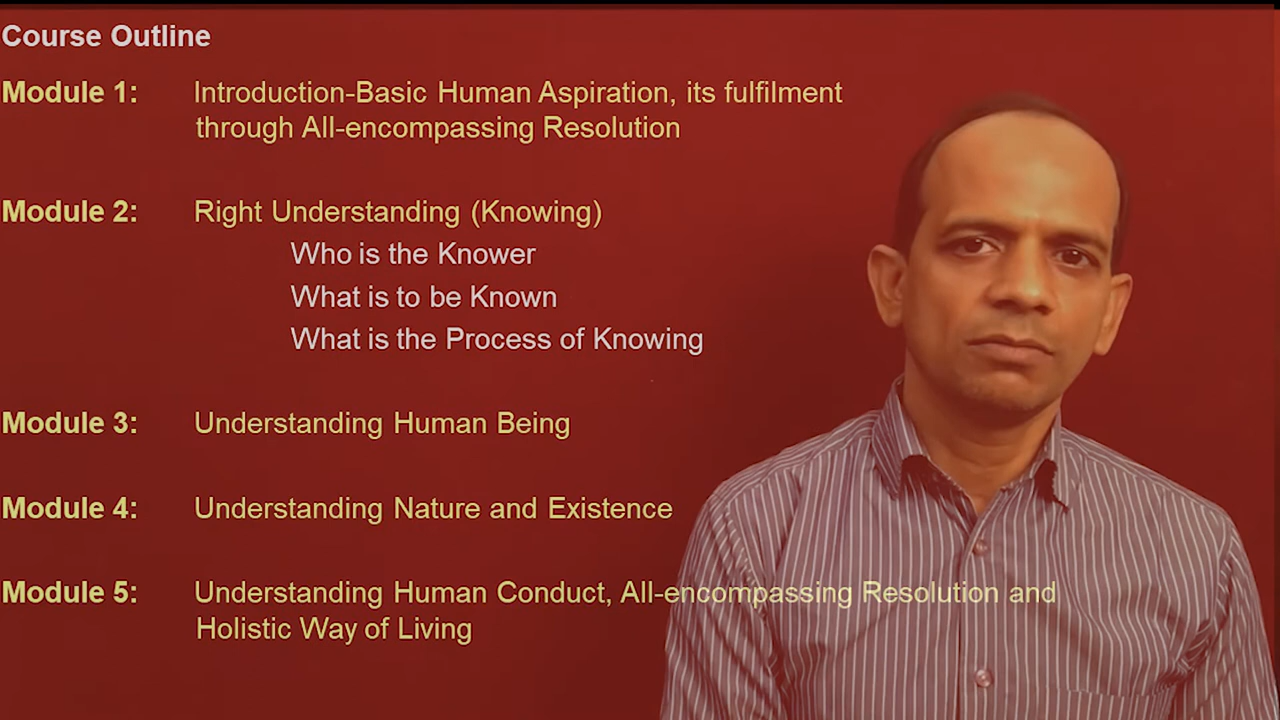 Course Outline
Module 1: Introduction-Basic Human Aspiration, its fulfilment
through All-encompassing Resolution
Module 2: Right Understanding (Knowing)
Who is the Knower
What is to be Known
What is the Process of Knowing
Module 3: Understanding Human Being
Module 4: Understanding Nature and Existence
Module 5: Understanding Human Conduct, All-encompassing Resolution and
Holistic Way of Living